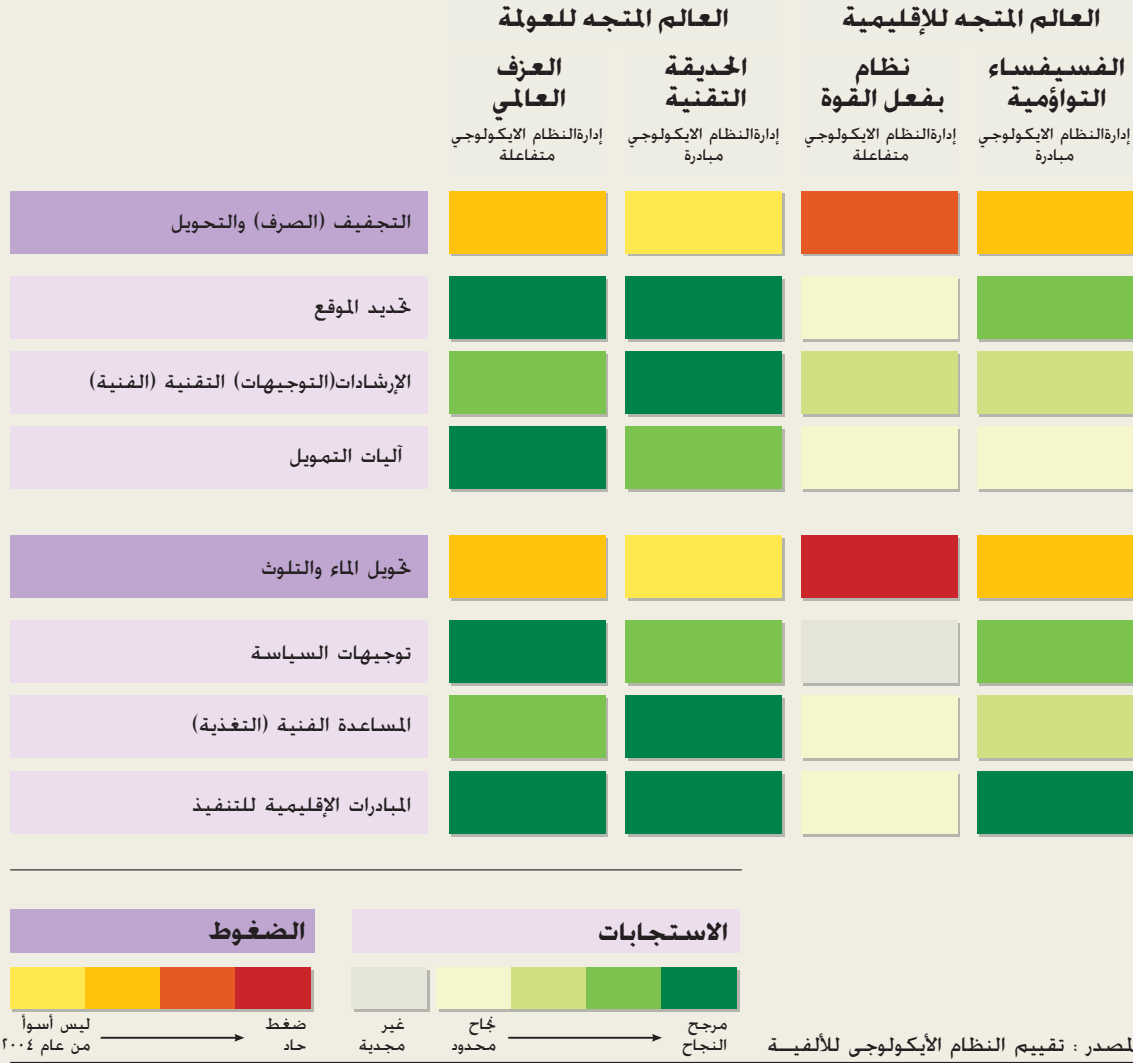 العالم المتجه للإقليمية
العالم المتجه للعولمة
الفسيفساء
التواؤمية
إدارةالنظام الايكولوجي
مبادرة
نظام
بفعل القوة
إدارةالنظام الايكولوجي
متفاعلة
الحديقة
التقنية
إدارةالنظام الايكولوجي
مبادرة
العزف
العالمي
إدارةالنظام الايكولوجي
متفاعلة
التجفيف (الصرف) والتحويل
تحديد الموقع
الإرشادات(التوجيهات) التقنية (الفنية)
آليات التمويل
تحويل الماء والتلوث
توجيهات السياسة
المساعدة الفنية (التغذية)
المبادرات الإقليمية للتنفيذ
الاستجابات
مرجح
النجاح
نجاح
محدود
غير
مجدية
الضغوط
ضغط
حاد
ليس أسوأ
من عام ٢٠٠٤
لمصدر : تقييم النظام الأيكولوجى للألفيــة